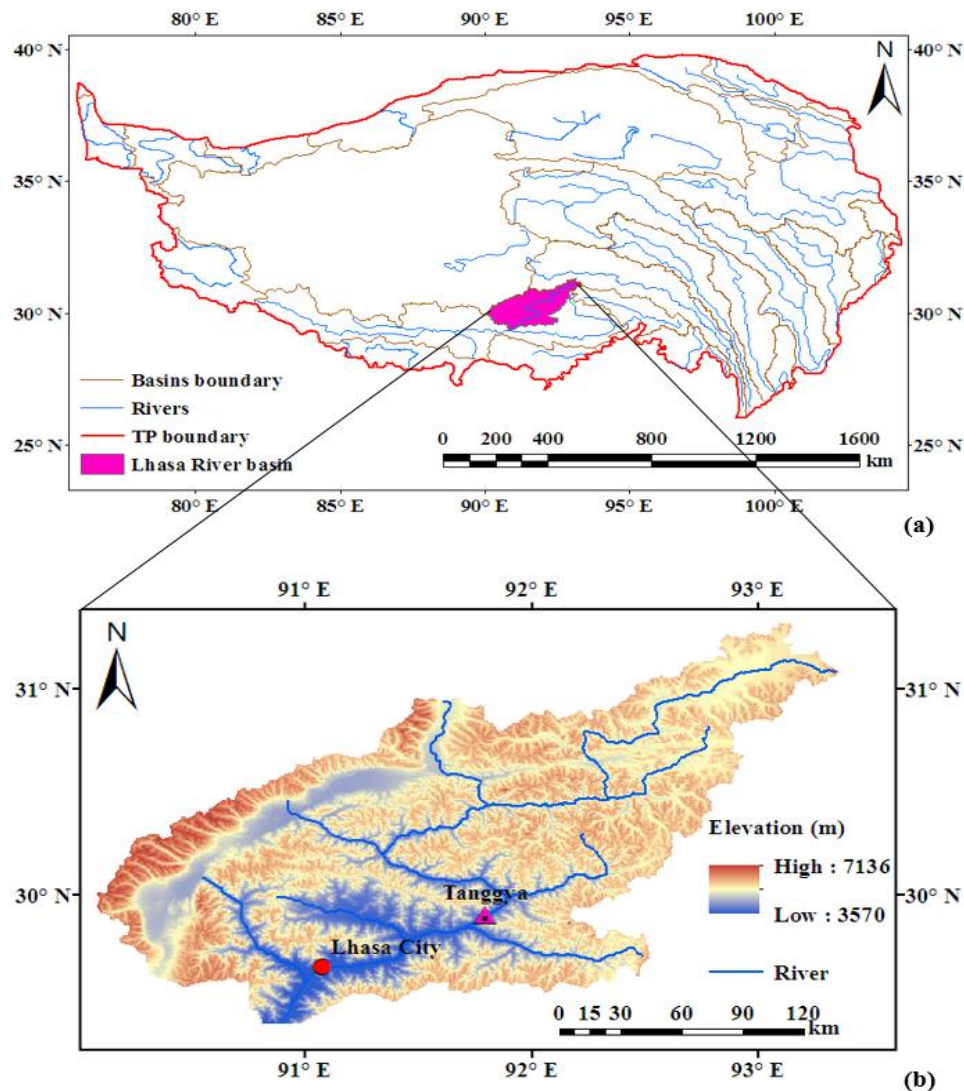 80° E 85° E 90° E 95° E 100° E
40° N 40° N
N
35° N 35° N
30° N 30° N
Basins boundary
Rivers
TP boundary
Lhasa River basin
25° N 25° N
0 200 400 800 1200 1600
km
80° E 85° E 90° E 95° E 100° E
(a)
91° E 92° E 93° E
N
31° N 31° N
Elevation (m)
High : 7136
Low : 3570
30° N 30° N
Tanggya
Lhasa City
River
0 15 30 60 90 120
km
91° E 92° E 93° E
(b)